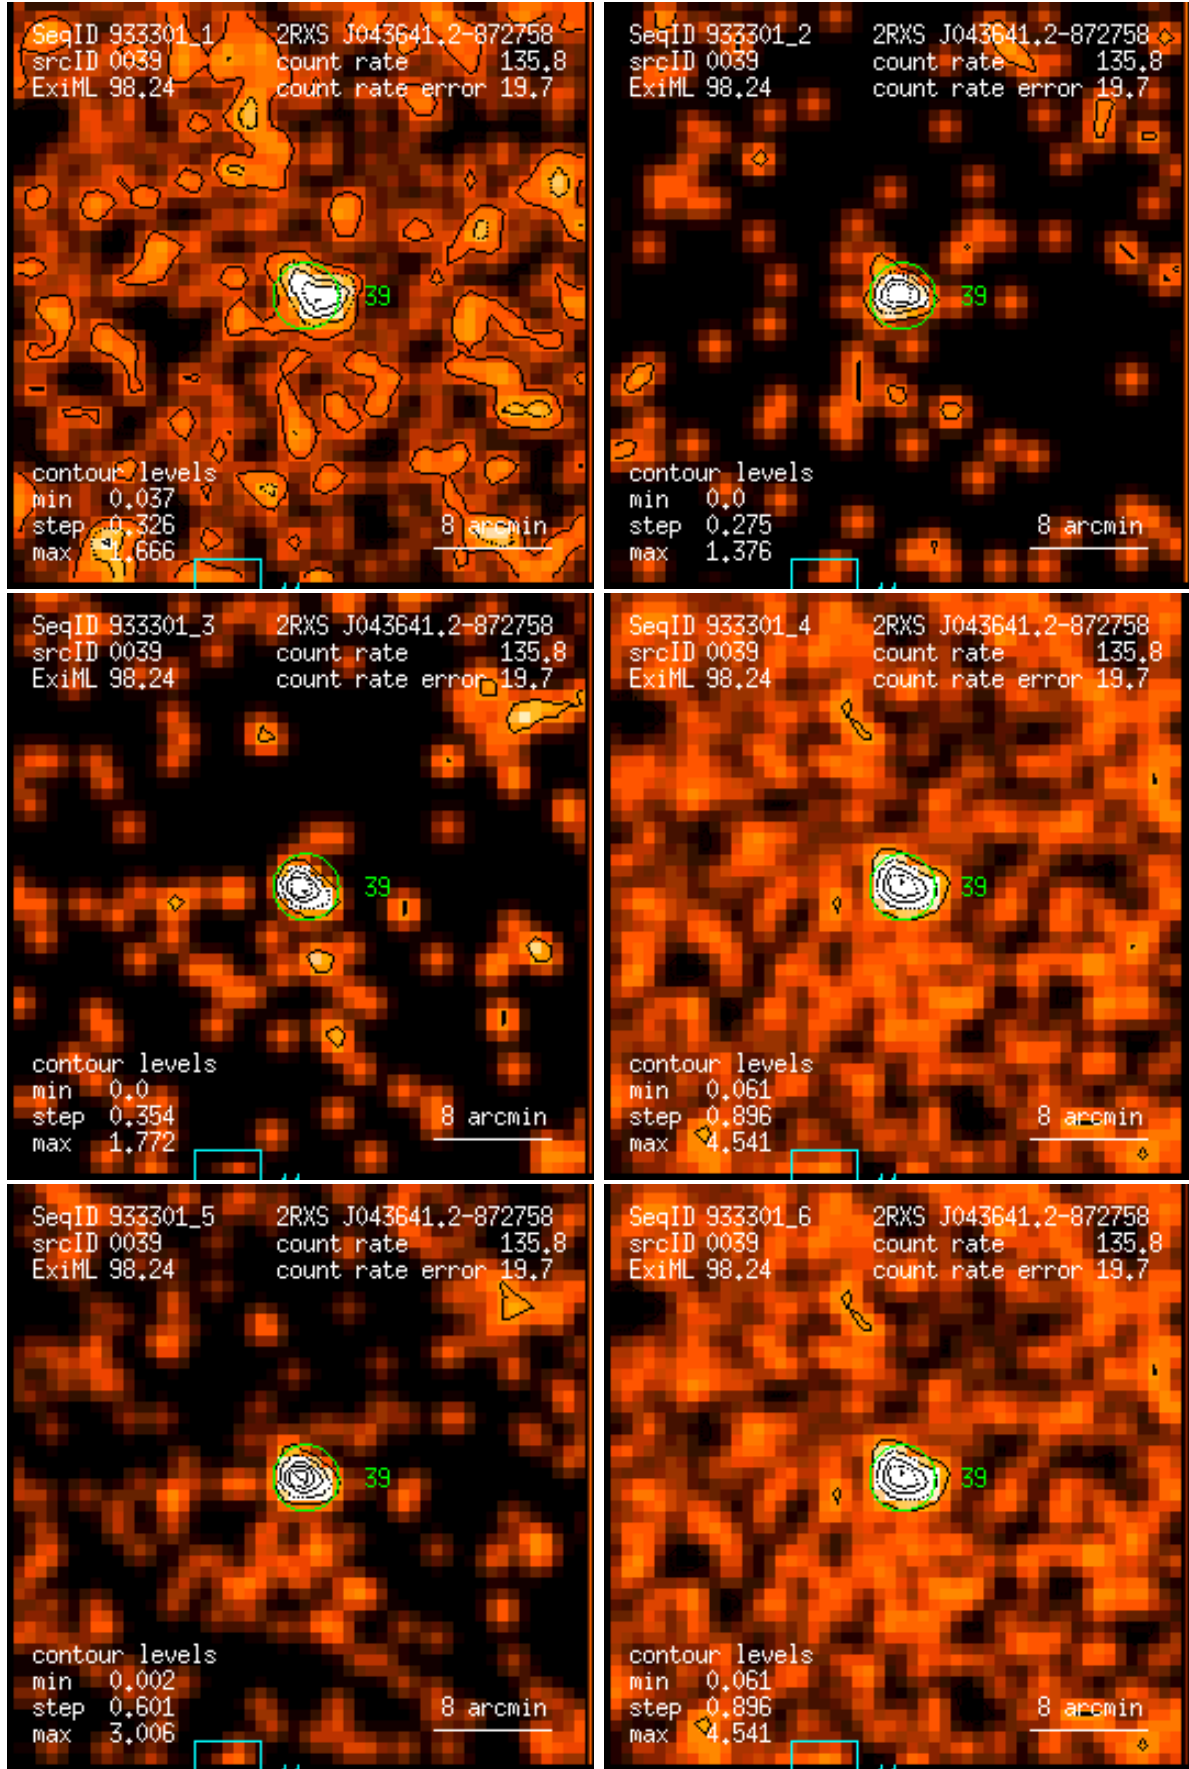 SeqID 933301_1 2RXS J043641.2-872758
srcID 0039 count rate 135.8
ExiML 98.24 count rate error 19.7
39
contour levels
min 0.037
step 0.326 8 arcmin
max 1.666
SeqID 933301_2 2RXS J043641.2-872758
srcID 0039 count rate 135.8
ExiML 98.24 count rate error 19.7
39
contour levels
min 0.0
step 0.275 8 arcmin
max 1.376
SeqID 933301_3 2RXS J043641.2-872758
srcID 0039 count rate 135.8
ExiML 98.24 count rate error 19.7
39
contour levels
min 0.0
step 0.354 8 arcmin
max 1.772
SeqID 933301_4 2RXS J043641.2-872758
srcID 0039 count rate 135.8
ExiML 98.24 count rate error 19.7
39
contour levels
min 0.061
step 0.896 8 arcmin
max 4.541
SeqID 933301_5 2RXS J043641.2-872758
srcID 0039 count rate 135.8
ExiML 98.24 count rate error 19.7
39
contour levels
min 0.002
step 0.601 8 arcmin
max 3.006
SeqID 933301_6 2RXS J043641.2-872758
srcID 0039 count rate 135.8
ExiML 98.24 count rate error 19.7
39
contour levels
min 0.061
step 0.896 8 arcmin
max 4.541